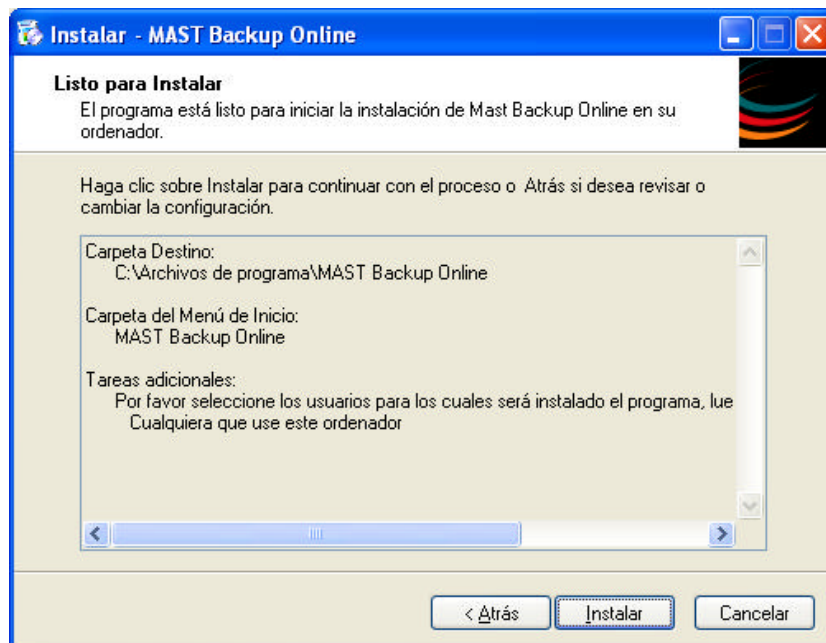 Instalar - MAST Backup Online
Listo para Instalar
El programa está listo para iniciar la instalación de Mast Backup Online en su
ordenador.
Haga clic sobre Instalar para continuar con el proceso o Atrás si desea revisar o
cambiar la configuración.
Carpeta Destino:
C:\Archivos de programa\MAST Backup Online
Carpeta del Menú de Inicio:
MAST Backup Online
Tareas adicionales:
Por favor seleccione los usuarios para los cuales será instalado el programa, lue
Cualquiera que use este ordenador
< Atrás Instalar Cancelar